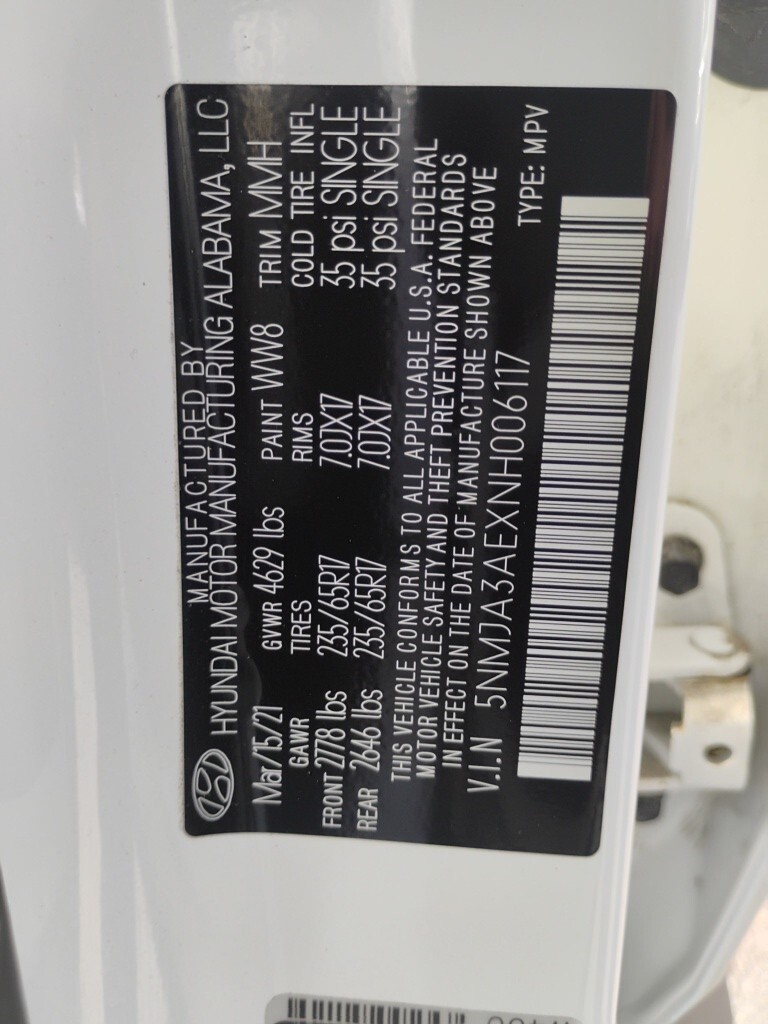 MANUFACTURED BY
HYUNDAI MOTOR MANUFACTURING ALABAMA, LLC
Mar/15/21 GVWR 4629 lbs PAINT WW8 TRIM MMH
GAWR TIRES RIMS COLD TIRE INFL
FRONT 2778 lbs 235/65R17 7.0JX17 35 psi SINGLE
REAR 2646 lbs 235/65R17 7.0JX17 35 psi SINGLE
THIS VEHICLE CONFORMS TO ALL APPLICABLE U.S.A. FEDERAL
MOTOR VEHICLE SAFETY AND THEFT PREVENTION STANDARDS
IN EFFECT ON THE DATE OF MANUFACTURE SHOWN ABOVE
V.I.N 5NMJA3AEXNH006117
TYPE: MPV